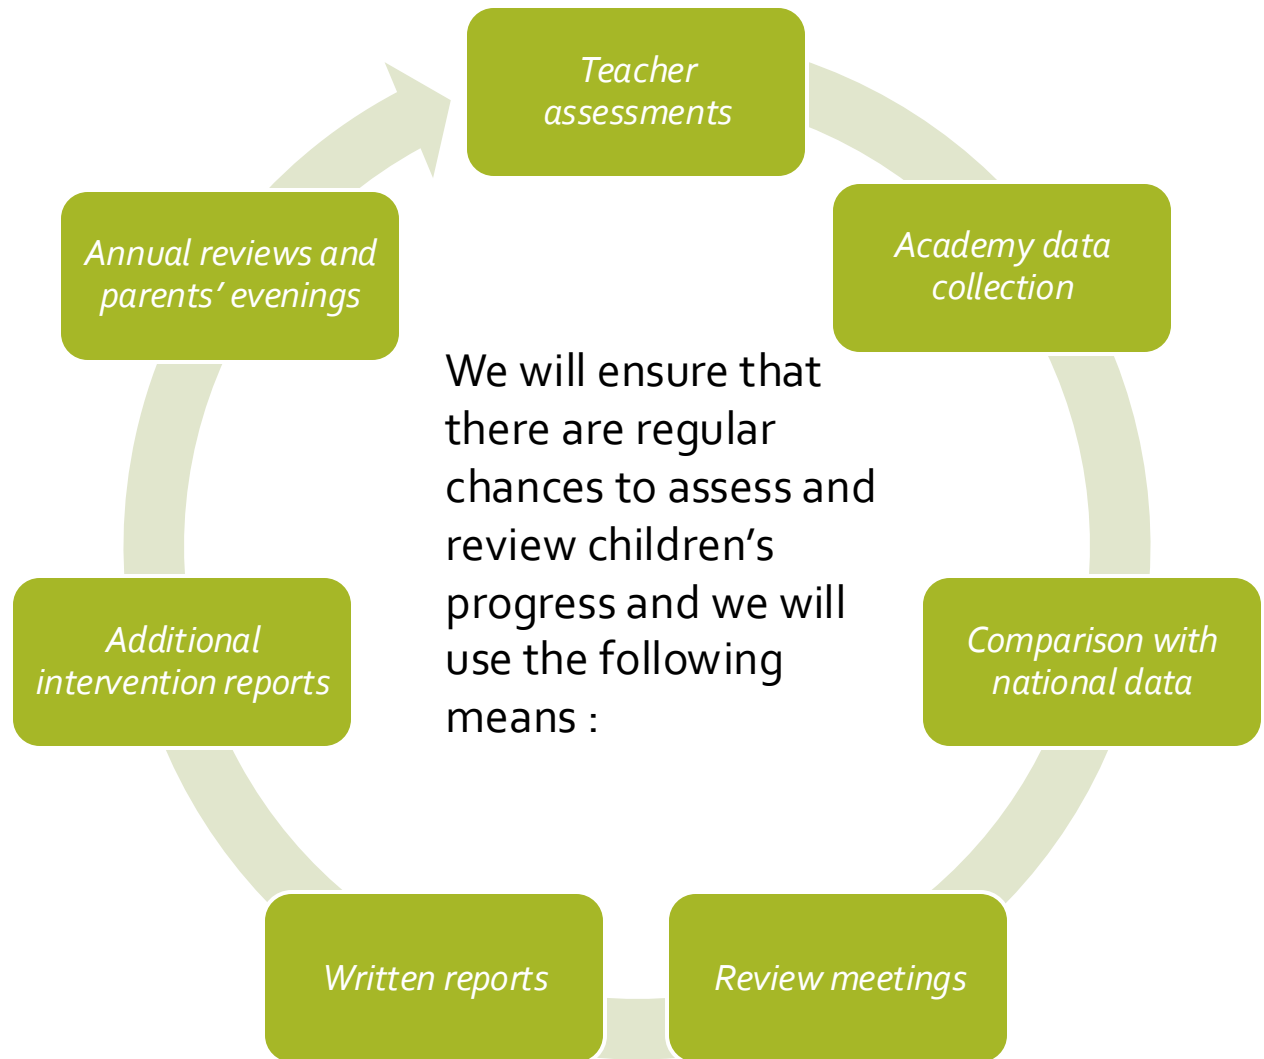 Teacher
assessments
Academy data
collection
Comparison with
national data
Review meetings
Written reports
Additional
intervention reports
Annual reviews and
parents’ evenings
We will ensure that
there are regular
chances to assess and
review children’s
progress and we will
use the following
means :